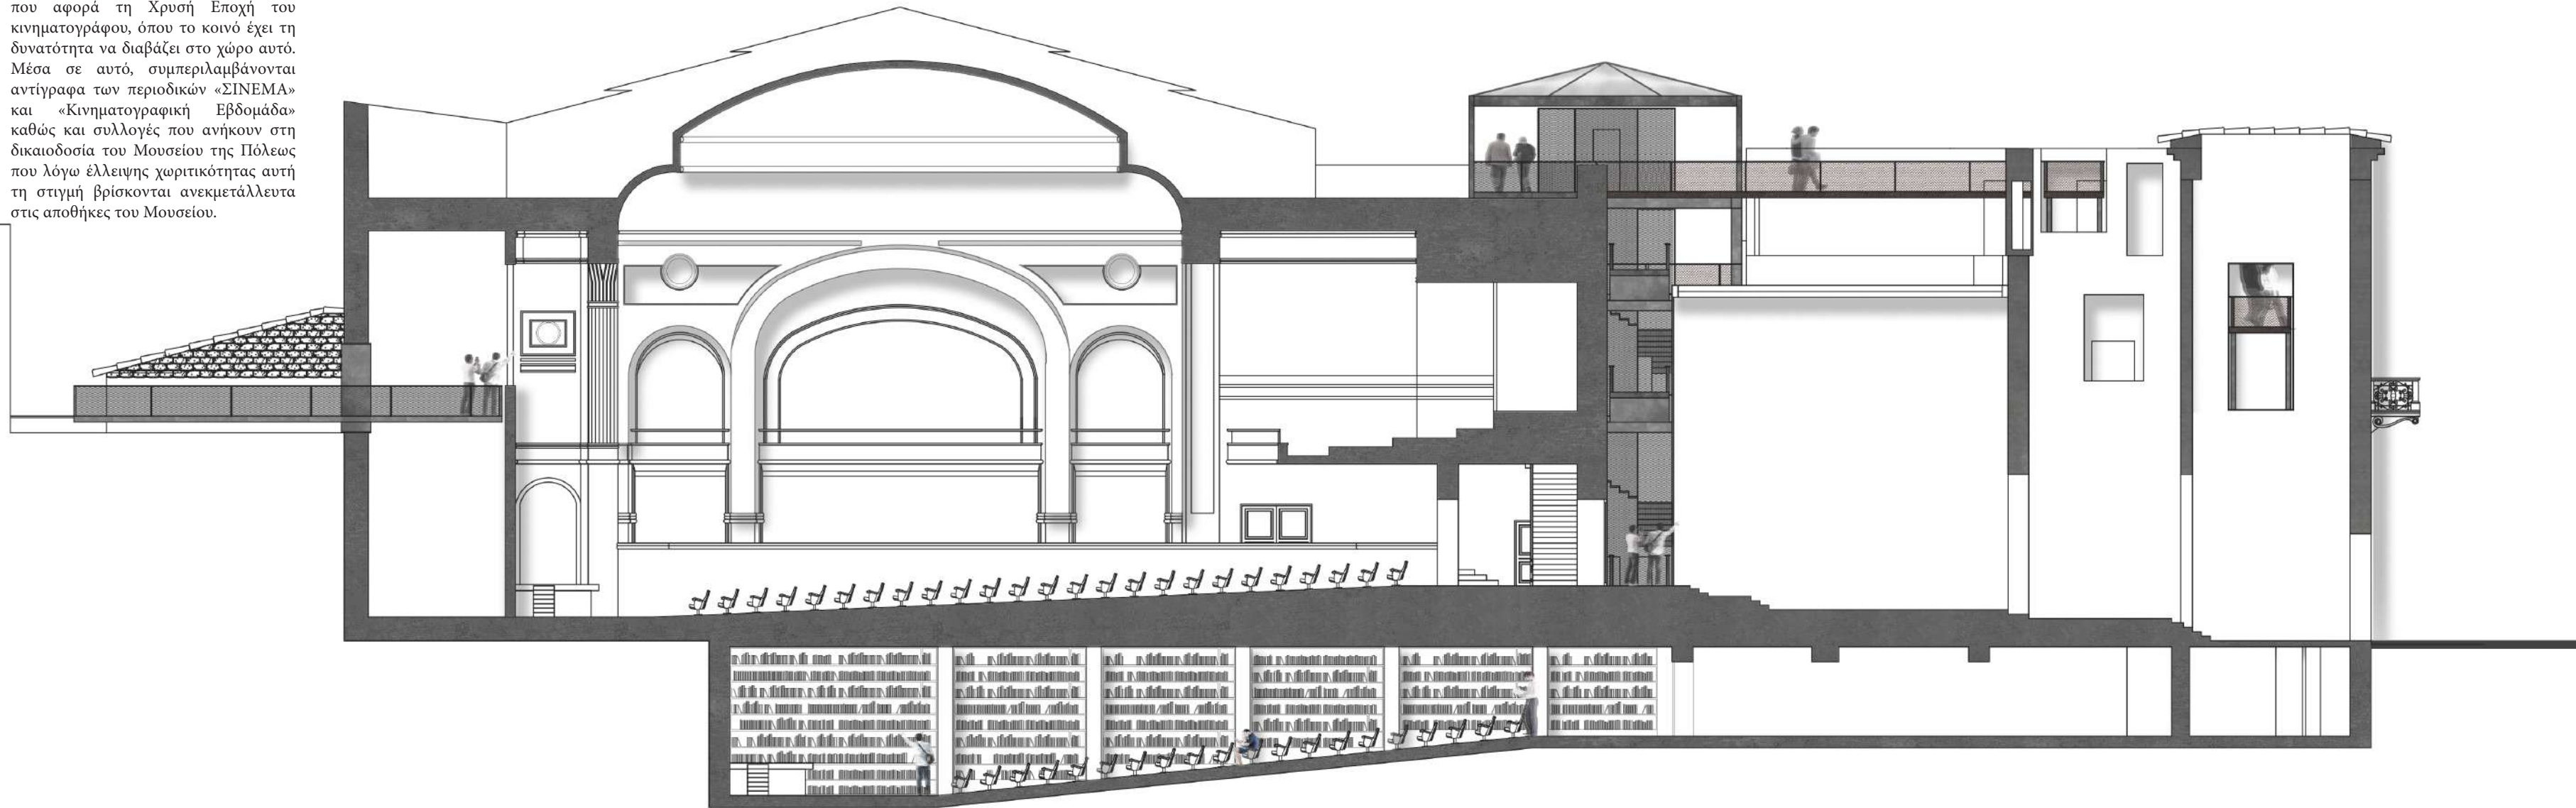 που αφορά τη Χρυσή Εποχή του
κινηματογράφου, όπου το κοινό έχει τη
δυνατότητα να διαβάζει στο χώρο αυτό.
Μέσα σε αυτό, συμπεριλαμβάνονται
αντίγραφα των περιοδικών «ΣΙΝΕΜΑ»
και «Κινηματογραφική Εβδομάδα»
καθώς και συλλογές που ανήκουν στη
δικαιοδοσία του Μουσείου της Πόλεως
που λόγω έλλειψης χωριτικότητας αυτή
τη στιγμή βρίσκονται ανεκμετάλλευτα
στις αποθήκες του Μουσείου.